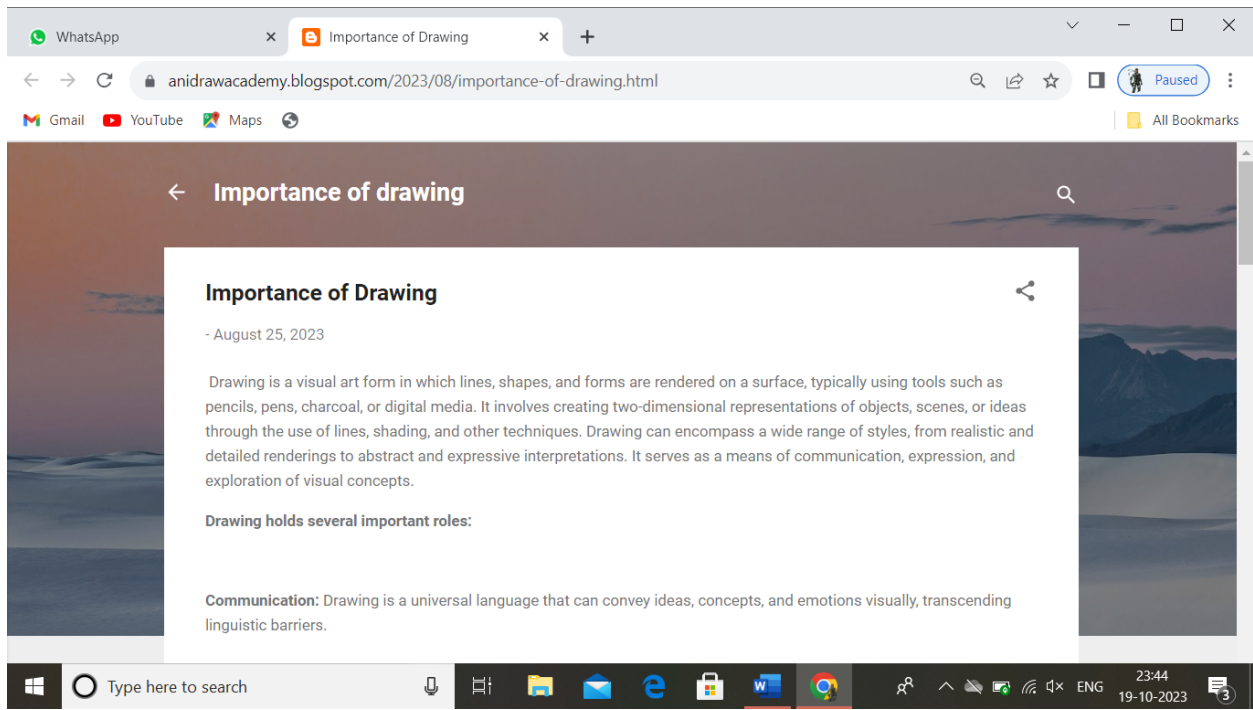 WhatsApp
Importance of Drawing
anidrawacademy.blogspot.com/2023/08/importance-of-drawing.html
Paused
Gmail
YouTube
Maps
All Bookmarks
Importance of drawing
Importance of Drawing
- August 25, 2023
Drawing is a visual art form in which lines, shapes, and forms are rendered on a surface, typically using tools such as
pencils, pens, charcoal, or digital media. It involves creating two-dimensional representations of objects, scenes, or ideas
through the use of lines, shading, and other techniques. Drawing can encompass a wide range of styles, from realistic and
detailed renderings to abstract and expressive interpretations. It serves as a means of communication, expression, and
exploration of visual concepts.
Drawing holds several important roles:
Communication: Drawing is a universal language that can convey ideas, concepts, and emotions visually, transcending
linguistic barriers.
Type here to search
ENG
23:44
19-10-2023
3